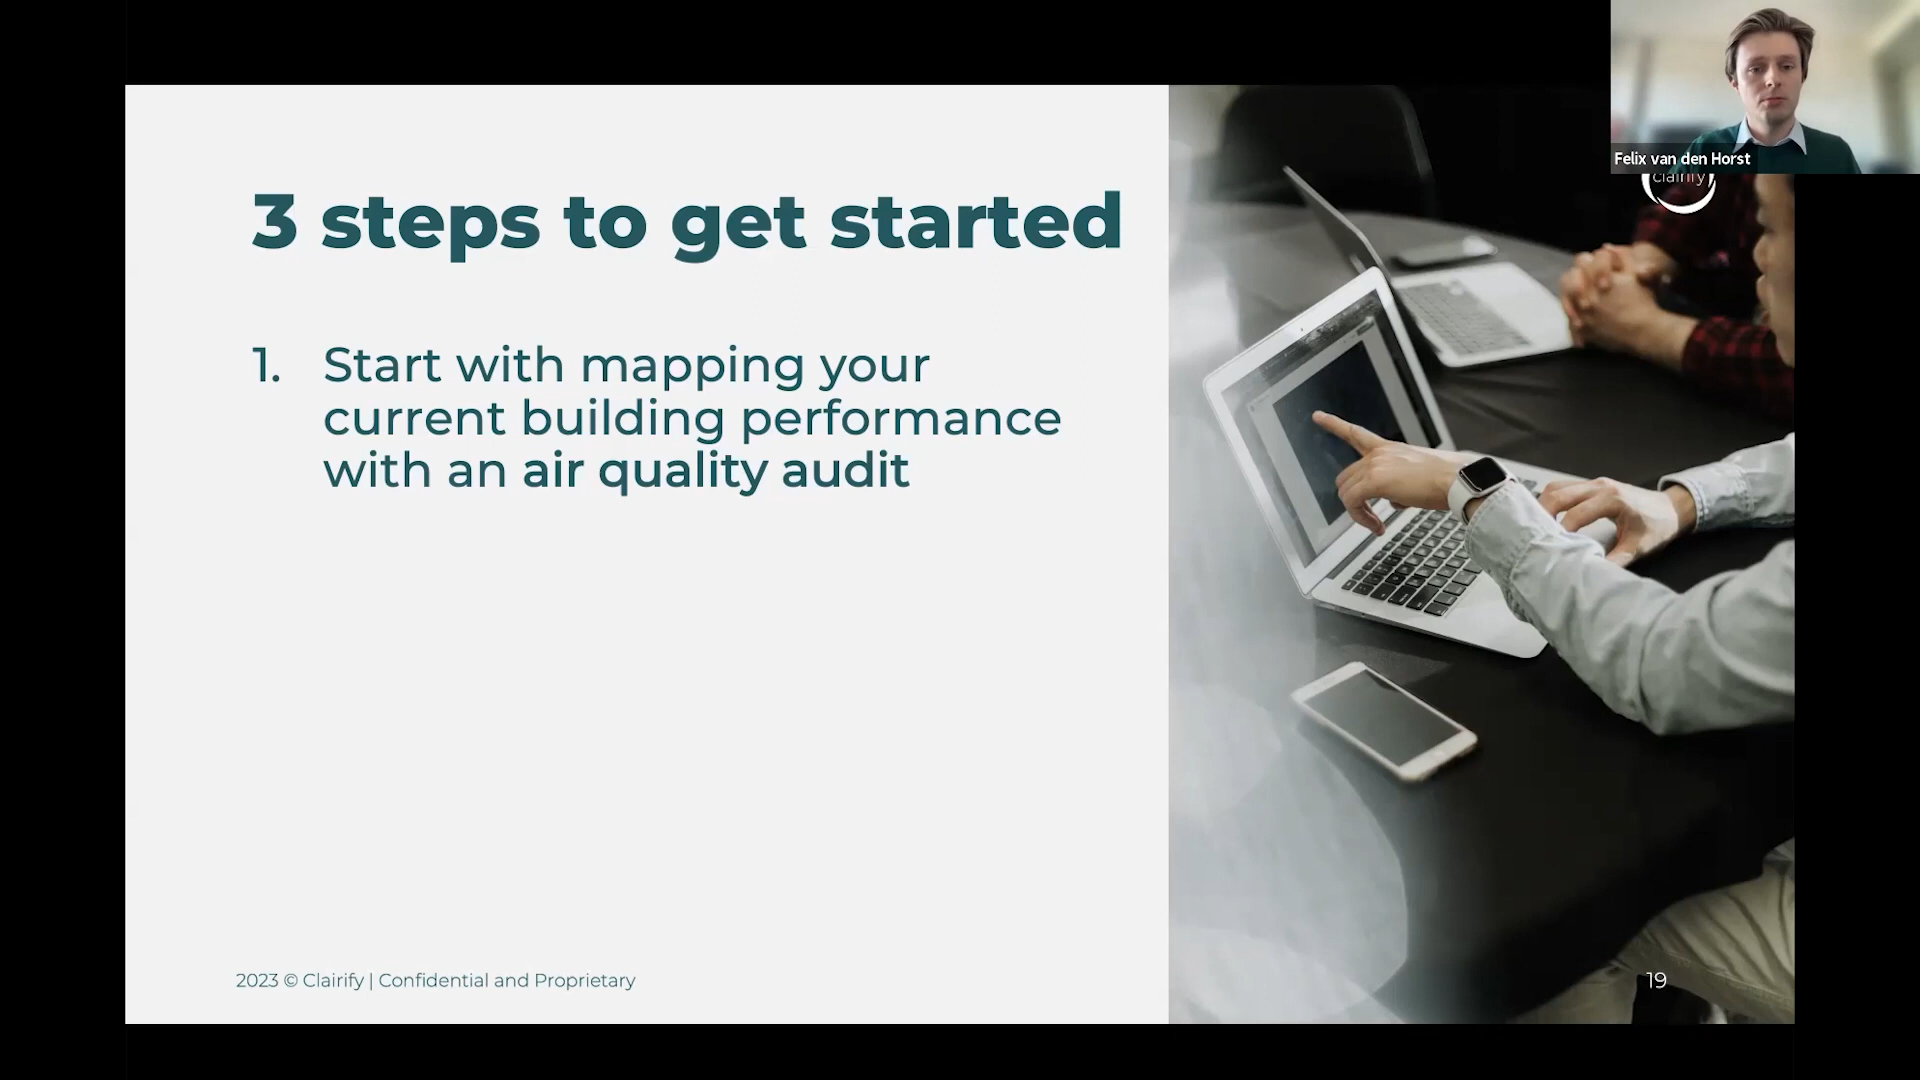 Felix van den Horst
clairify
3 steps to get started
1. Start with mapping your
current building performance
with an air quality audit
2023 © Clairify | Confidential and Proprietary
19